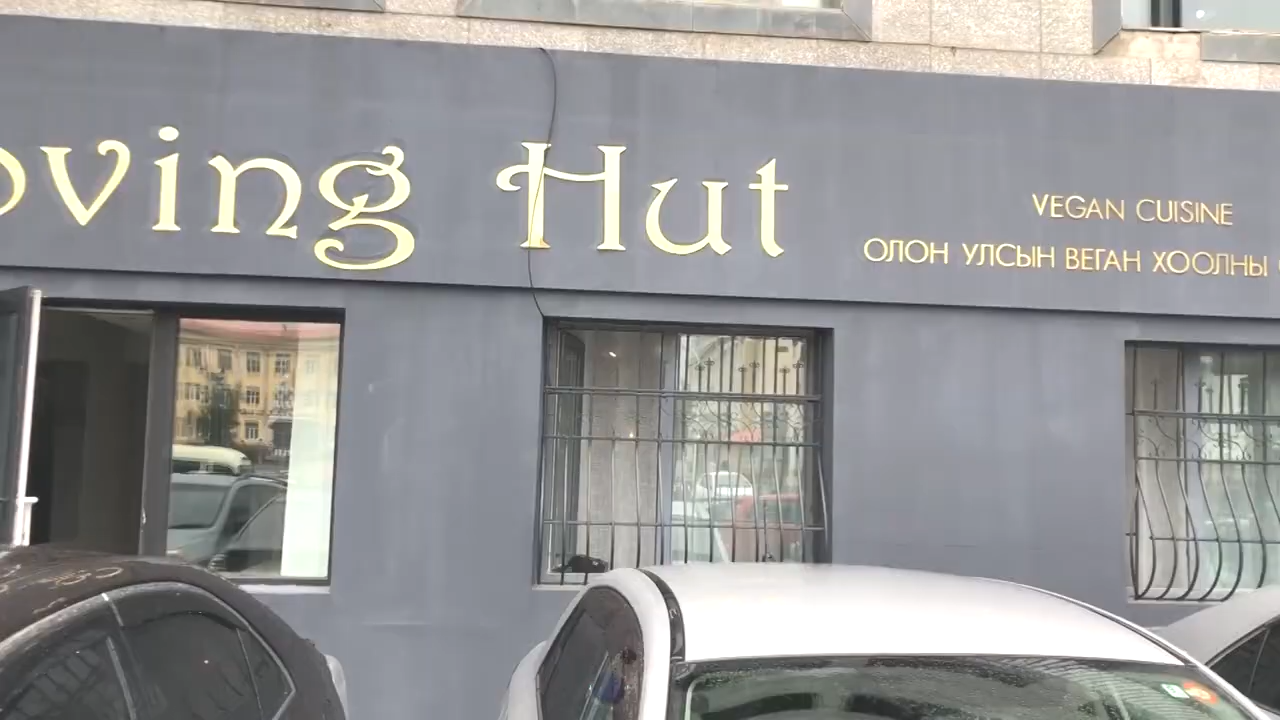 oving Hut
VEGAN CUISINE
ОЛОН УЛСЫН ВЕГАН ХООЛНЫ